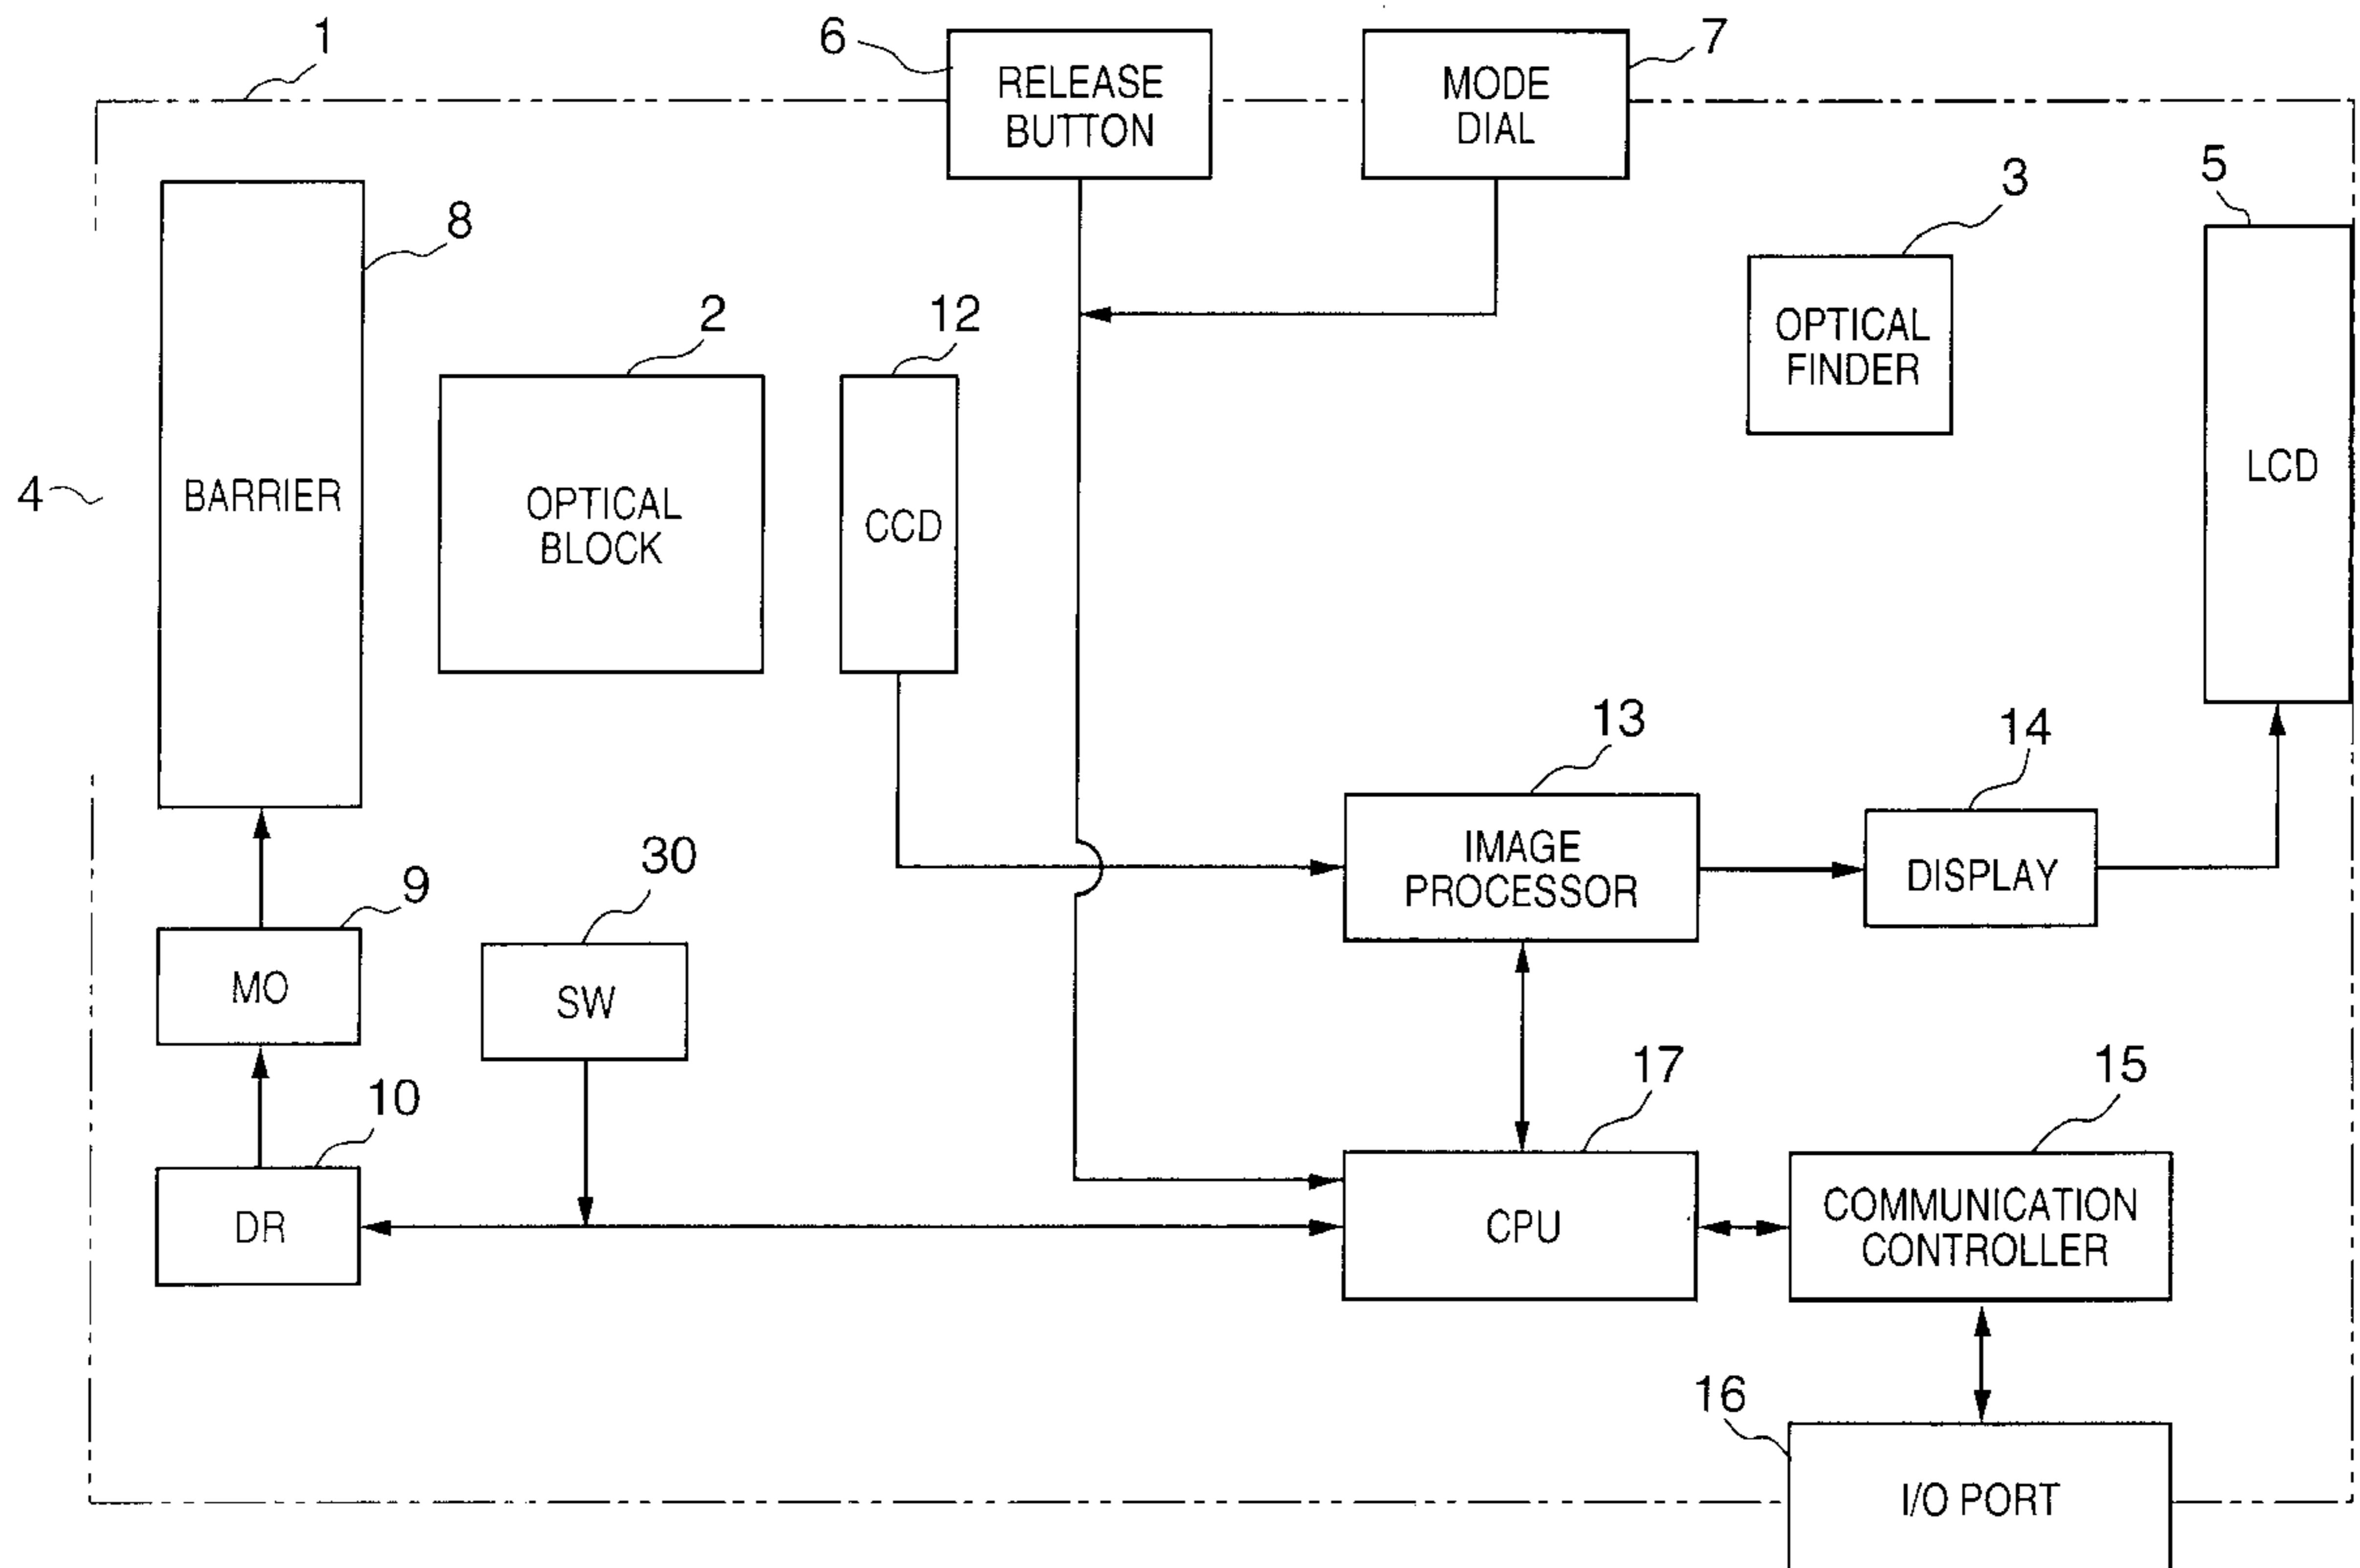 1
6
RELEASE
BUTTON
MODE
DIAL
7
8
BARRIER
4
2
OPTICAL
BLOCK
12
CCD
3
OPTICAL
FINDER
5
LCD
13
IMAGE
PROCESSOR
14
DISPLAY
9
MO
30
SW
10
DR
17
CPU
15
COMMUNICATION
CONTROLLER
16
I/O PORT